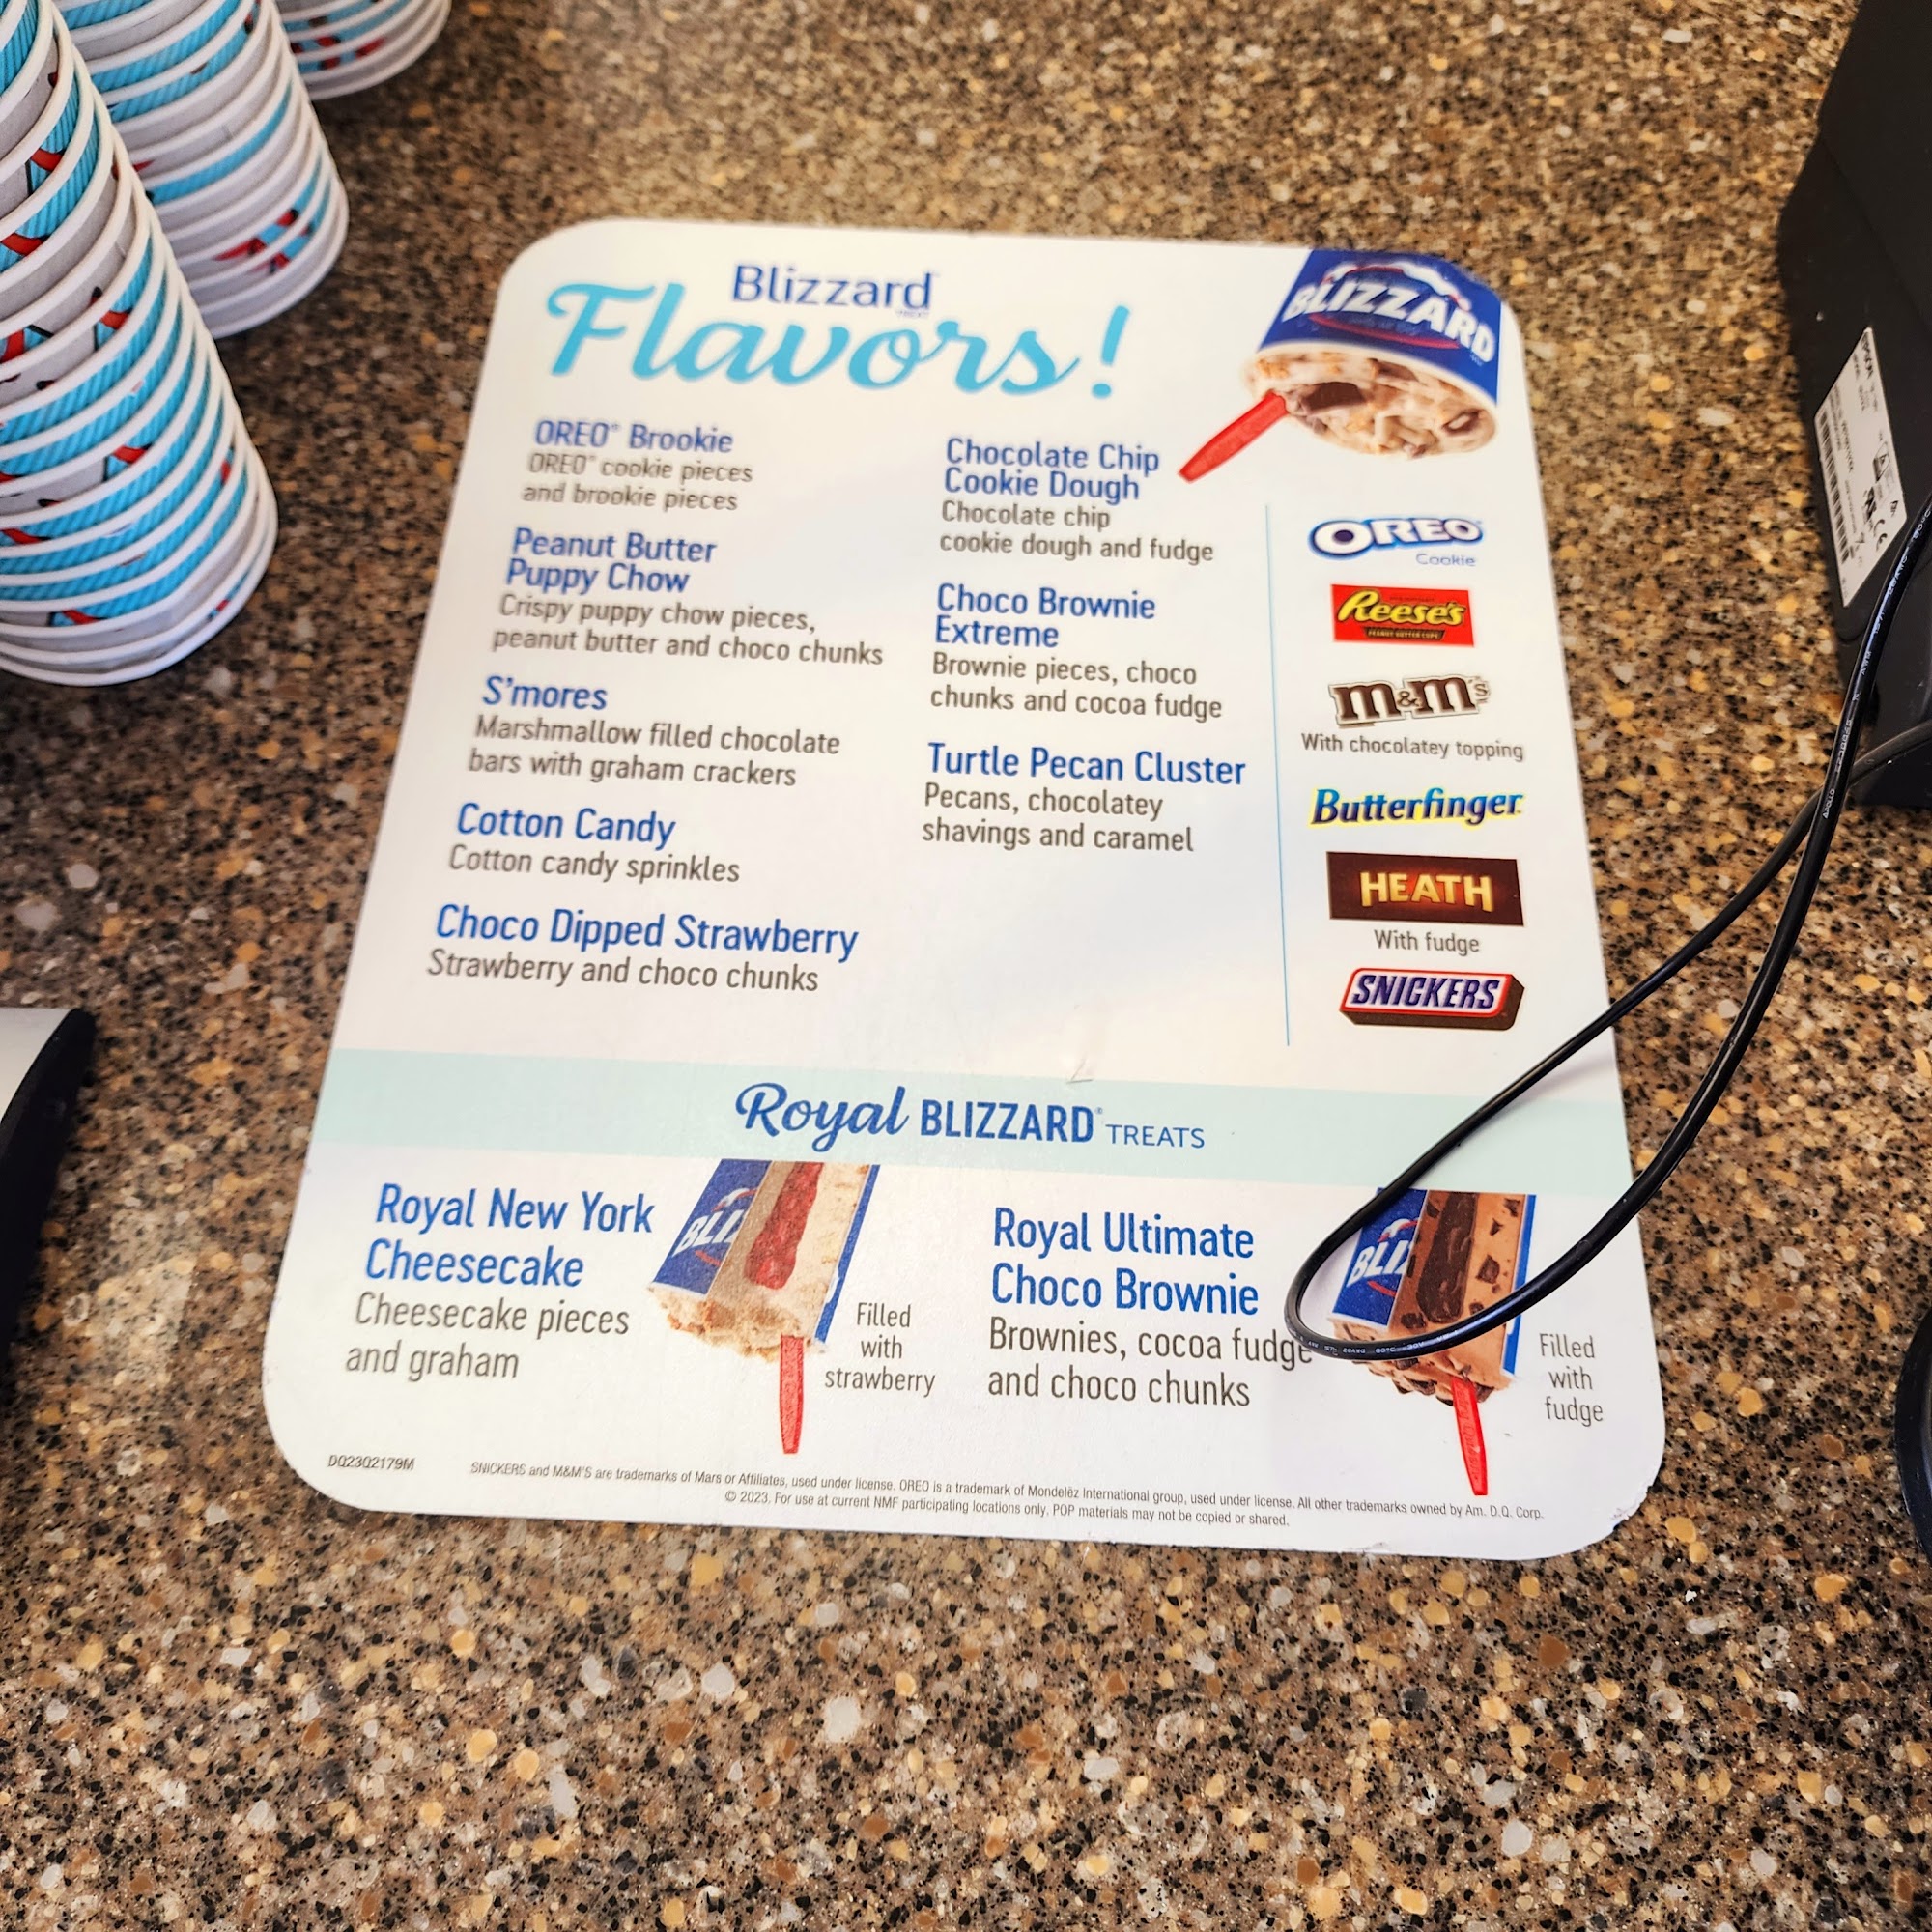 Blizzard
TREAT
Flavors!
BLIZZARD
OREO® Brookie
OREO® cookie pieces
and brookie pieces
Peanut Butter
Puppy Chow
Crispy puppy chow pieces,
peanut butter and choco chunks
S'mores
Marshmallow filled chocolate
bars with graham crackers
Cotton Candy
Cotton candy sprinkles
Choco Dipped Strawberry
Strawberry and choco chunks
Chocolate Chip
Cookie Dough
Chocolate chip
cookie dough and fudge
Choco Brownie
Extreme
Brownie pieces, choco
chunks and cocoa fudge
Turtle Pecan Cluster
Pecans, chocolatey
shavings and caramel
OREO
Cookie
Reese's
PEANUT BUTTER CUPS
m&m's
With chocolatey topping
Butterfinger
HEATH
With fudge
SNICKERS
Royal BLIZZARD® TREATS
Royal New York
Cheesecake
Cheesecake pieces
and graham
BLI
Filled
with
strawberry
Royal Ultimate
Choco Brownie
Brownies, cocoa fudge
and choco chunks
BLI
Filled
with
fudge
DQ2302179M
SNICKERS and M&M'S are trademarks of Mars or Affiliates, used under license. OREO is a trademark of Mondelēz International group, used under license. All other trademarks owned by Am. D.Q. Corp.
© 2023. For use at current NMF participating locations only. POP materials may not be copied or shared.
EPSON